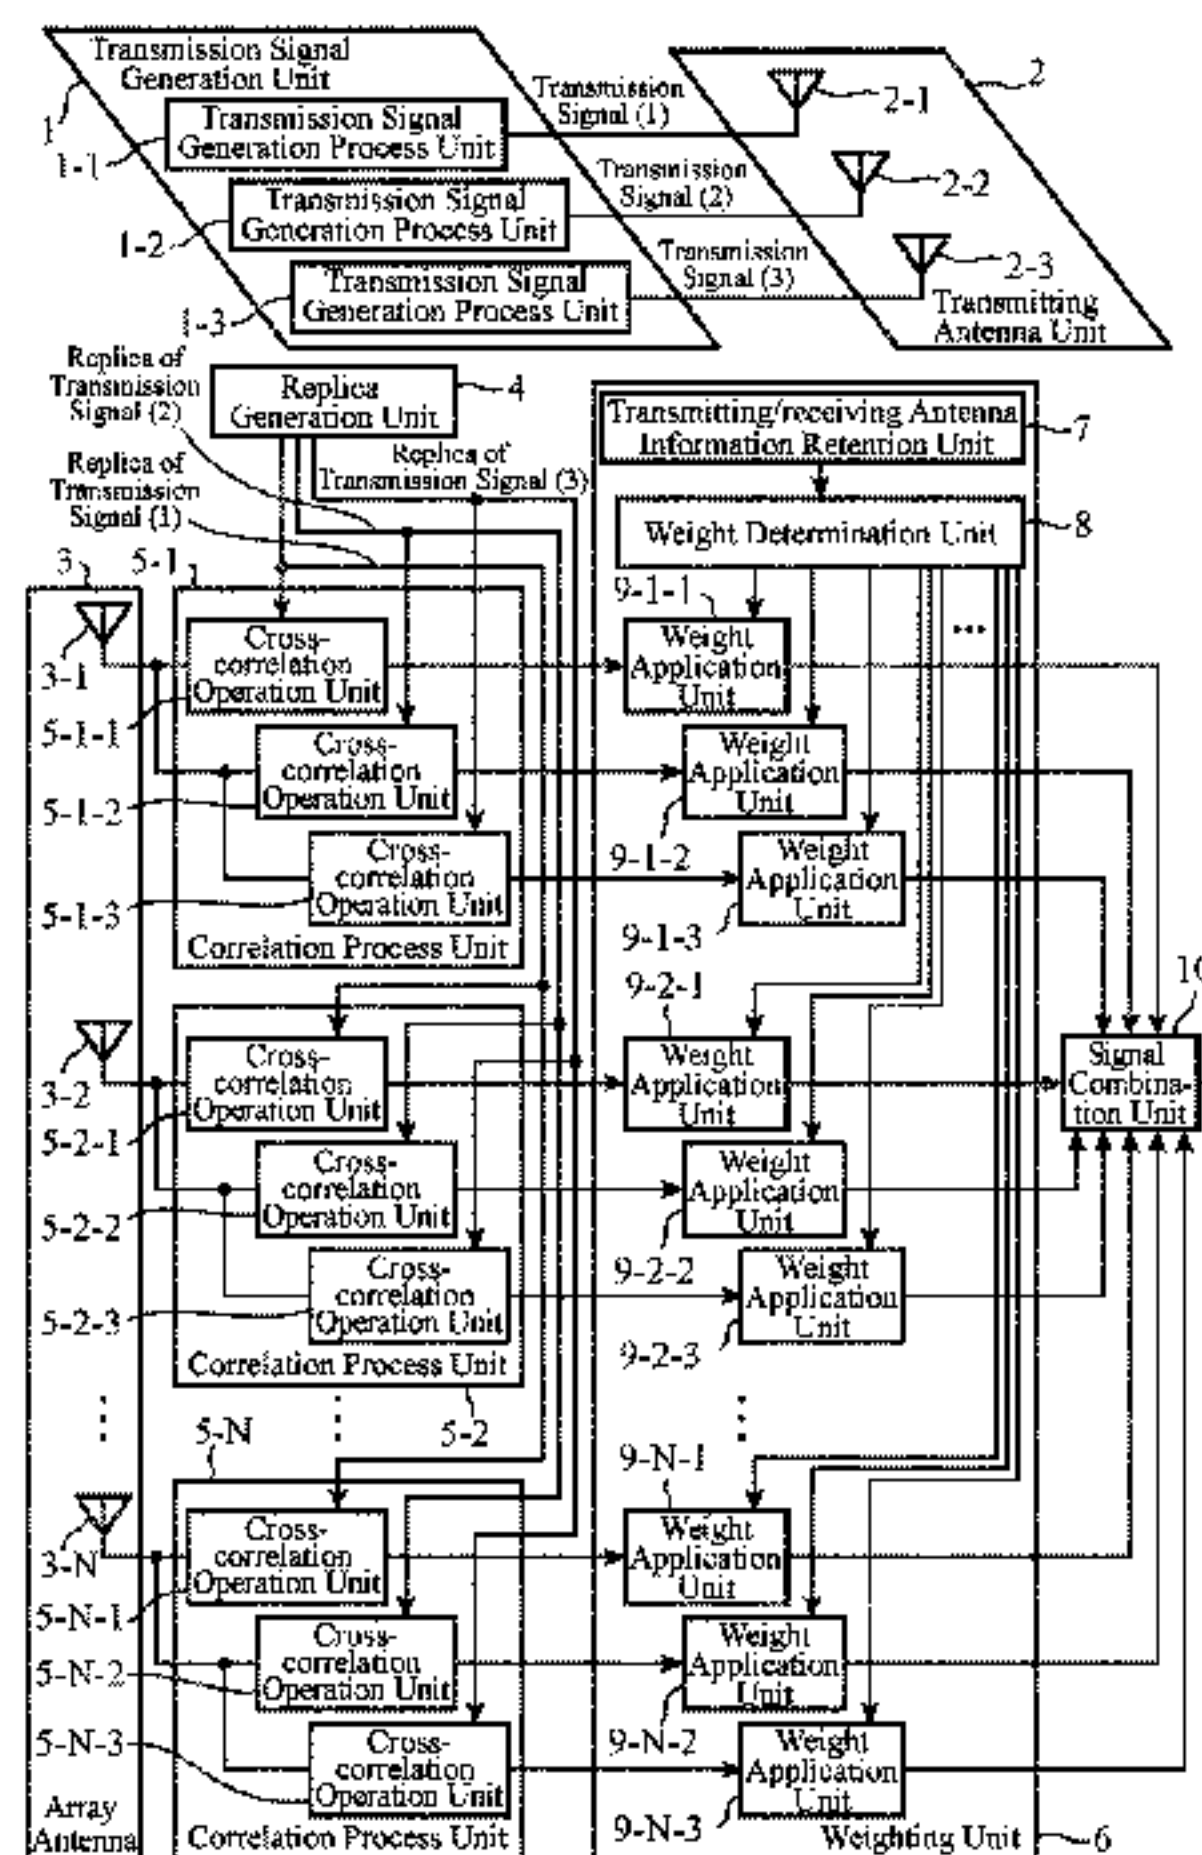 Transmission Signal
Generation Unit
1
Transmission Signal
Generation Process Unit
1-1
Transmission
Signal (1)
2-1
2
Transmission Signal
Generation Process Unit
1-2
Transmission
Signal (2)
2-2
Transmission Signal
Generation Process Unit
1-3
Transmission
Signal (3)
2-3
Transmitting
Antenna Unit
Replica of
Transmission
Signal (2)
Replica
Generation Unit
4
Replica of
Transmission
Signal (1)
Replica of
Transmission Signal (3)
Transmitting/receiving Antenna
Information Retention Unit
7
Weight Determination Unit
8
3
5-1
9-1-1
...
3-1
Cross-
correlation
Operation Unit
5-1-1
Weight
Application
Unit
Cross-
correlation
Operation Unit
5-1-2
Weight
Application
Unit
9-1-2
Cross-
correlation
Operation Unit
5-1-3
Weight
Application
Unit
9-1-3
Correlation Process Unit
9-2-1
10
3-2
Cross-
correlation
Operation Unit
5-2-1
Weight
Application
Unit
Signal
Combina-
tion Unit
Cross-
correlation
Operation Unit
5-2-2
Weight
Application
Unit
9-2-2
Cross-
correlation
Operation Unit
5-2-3
Weight
Application
Unit
9-2-3
Correlation Process Unit
5-2
5-N
9-N-1
3-N
Cross-
correlation
Operation Unit
5-N-1
Weight
Application
Unit
Cross-
correlation
Operation Unit
5-N-2
Weight
Application
Unit
9-N-2
Cross-
correlation
Operation Unit
5-N-3
Weight
Application
Unit
9-N-3
Array
Antenna
Correlation Process Unit
Weighting Unit
6